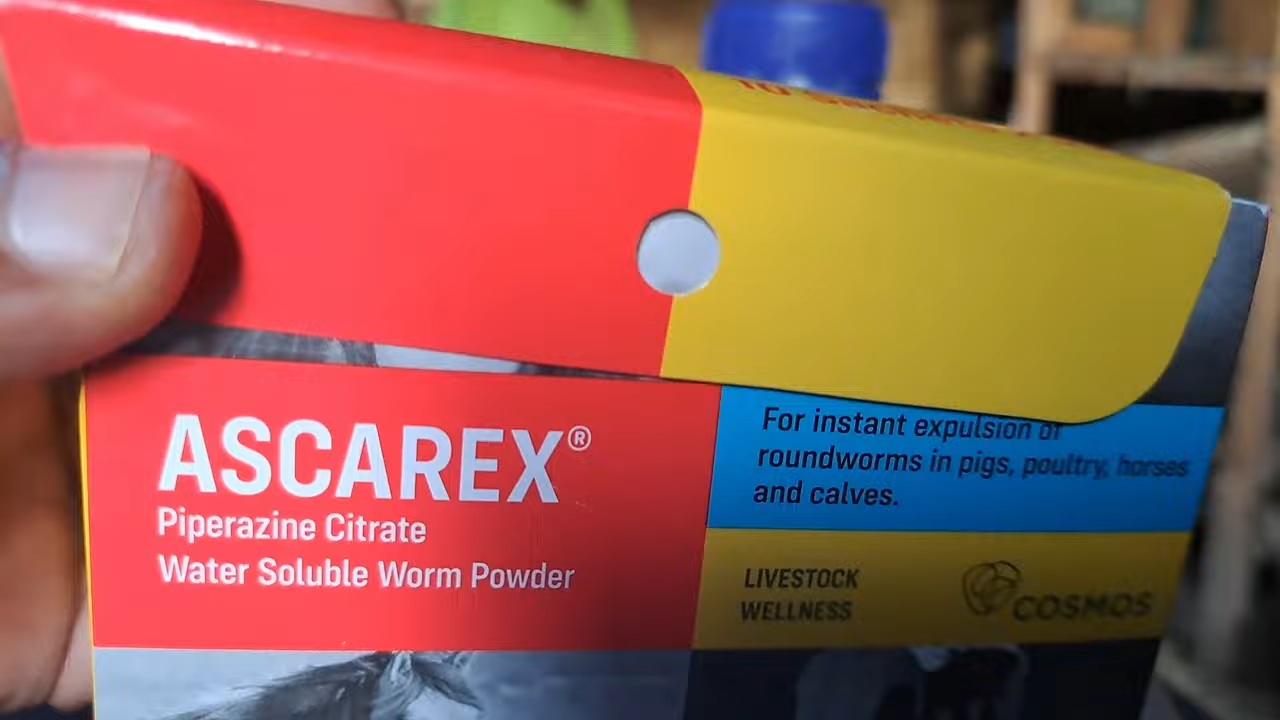 ASCAREX®
Piperazine Citrate
Water Soluble Worm Powder
For instant expulsion of
roundworms in pigs, poultry, horses
and calves.
LIVESTOCK
WELLNESS
COSMOS